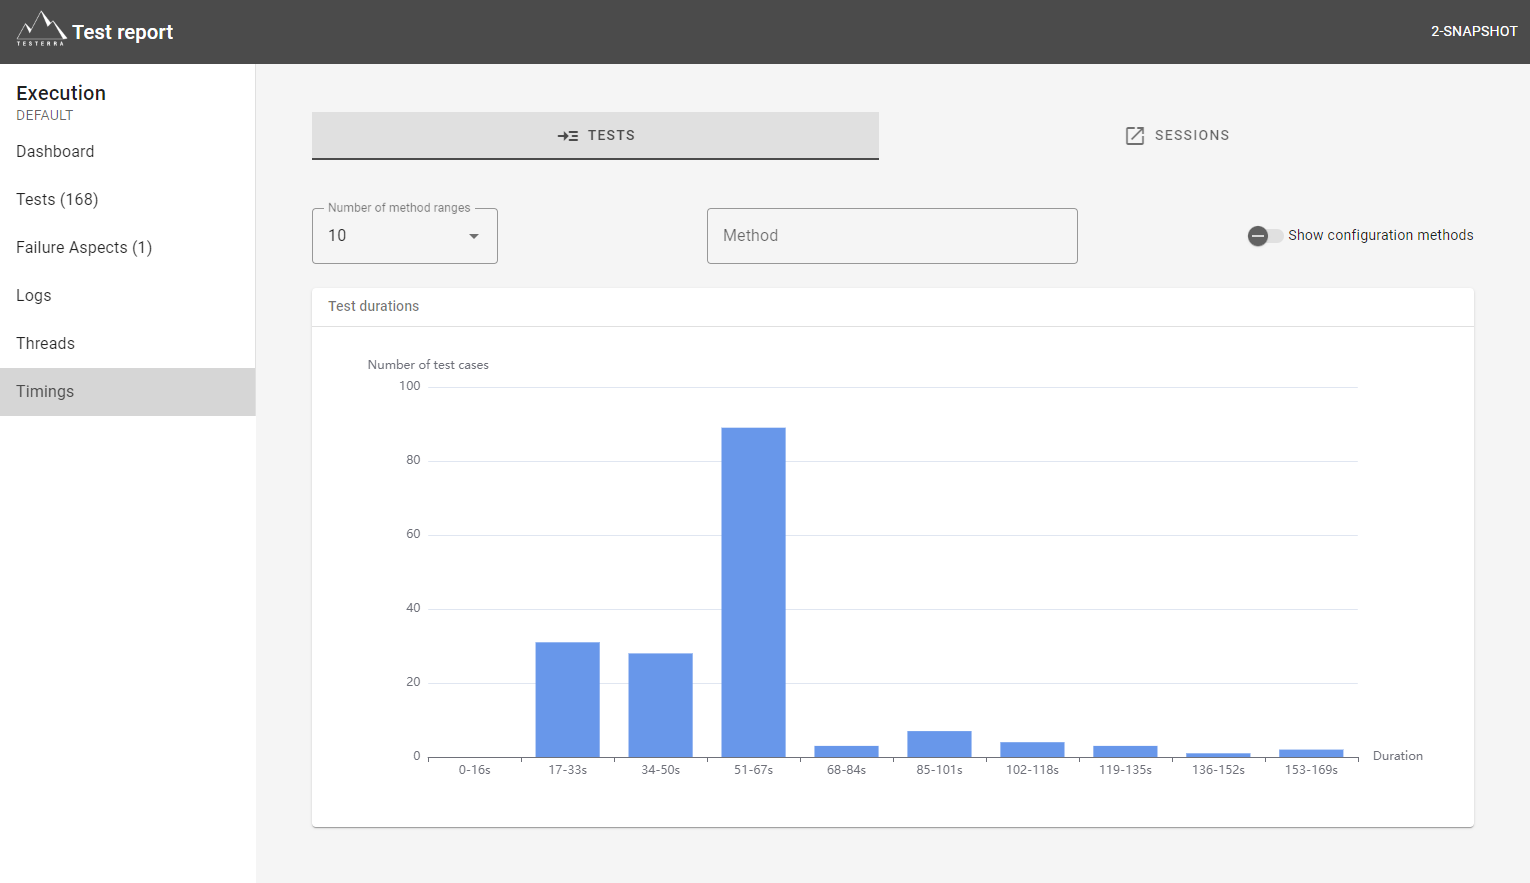 TESTERRA
Test report
2-SNAPSHOT
Execution
DEFAULT
Dashboard
Tests (168)
Failure Aspects (1)
Logs
Threads
Timings
TESTS
SESSIONS
Number of method ranges
10
Method
Show configuration methods
Test durations
Number of test cases
100
80
60
40
20
0
0-16s
17-33s
34-50s
51-67s
68-84s
85-101s
102-118s
119-135s
136-152s
153-169s
Duration